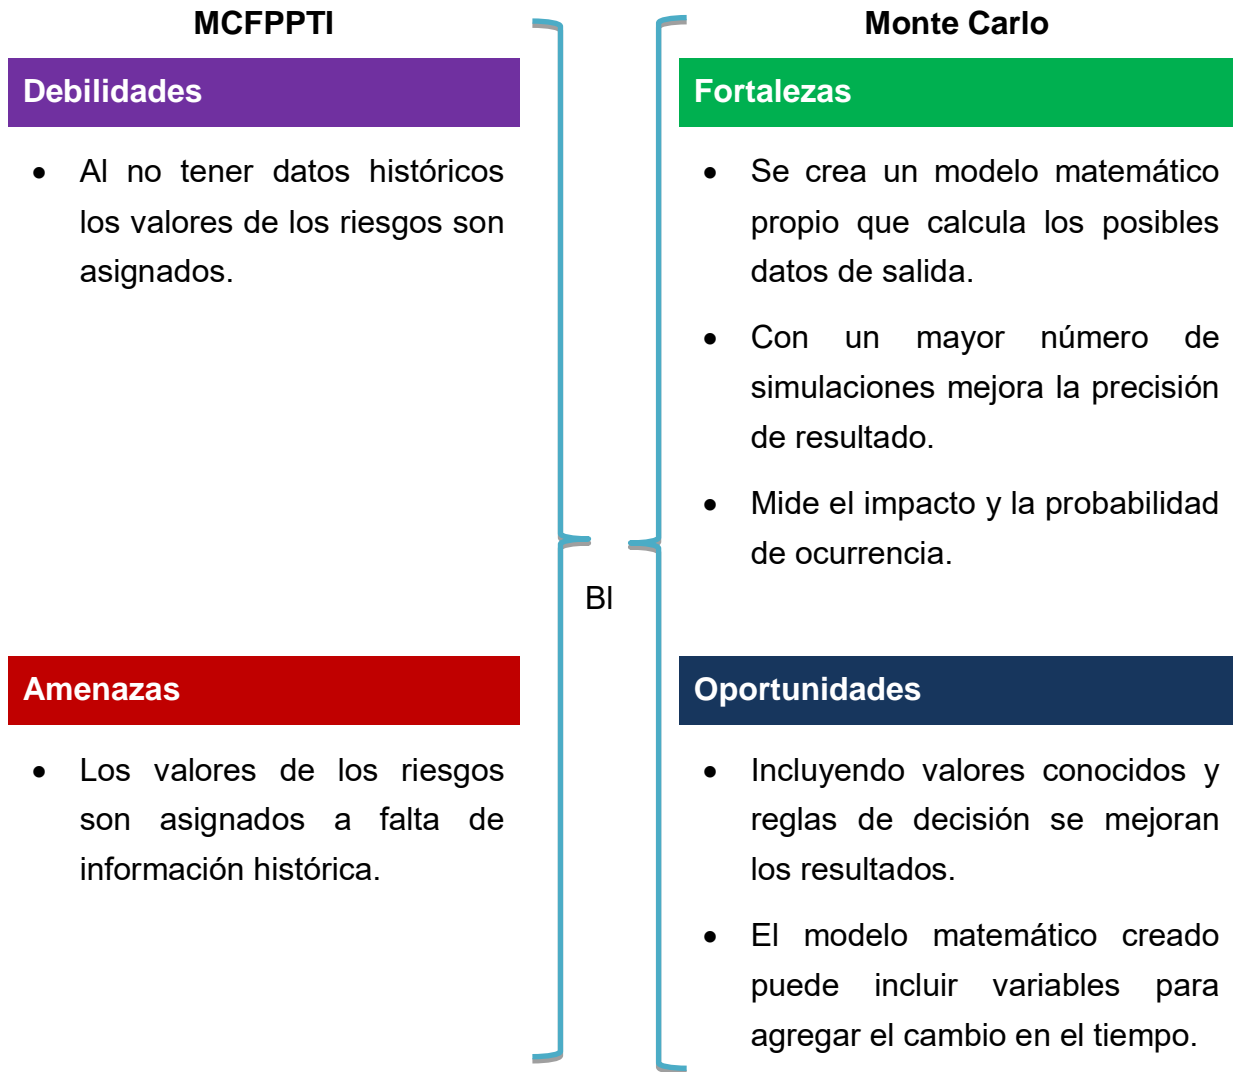 MCFPPTI
Debilidades
• Al no tener datos históricos
los valores de los riesgos son
asignados.
Amenazas
• Los valores de los riesgos
son asignados a falta de
información histórica.
BI
Monte Carlo
Fortalezas
• Se crea un modelo matemático
propio que calcula los posibles
datos de salida.
• Con un mayor número de
simulaciones mejora la precisión
de resultado.
• Mide el impacto y la probabilidad
de ocurrencia.
Oportunidades
• Incluyendo valores conocidos y
reglas de decisión se mejoran
los resultados.
• El modelo matemático creado
puede incluir variables para
agregar el cambio en el tiempo.